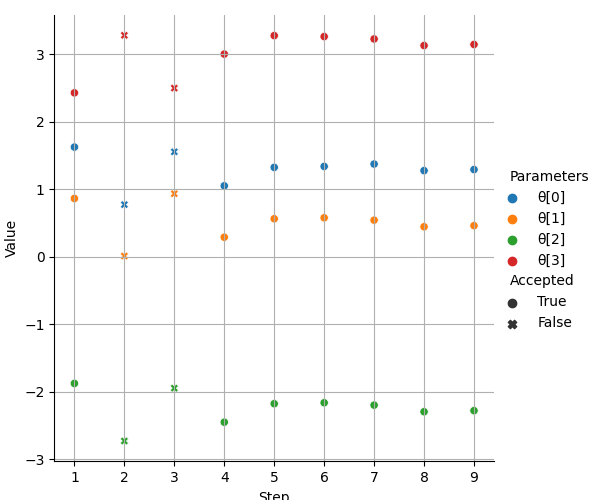 3
2
1
0
−1
−2
−3
Value
1 2 3 4 5 6 7 8 9
Step
Parameters
θ[0]
θ[1]
θ[2]
θ[3]
Accepted
True
False